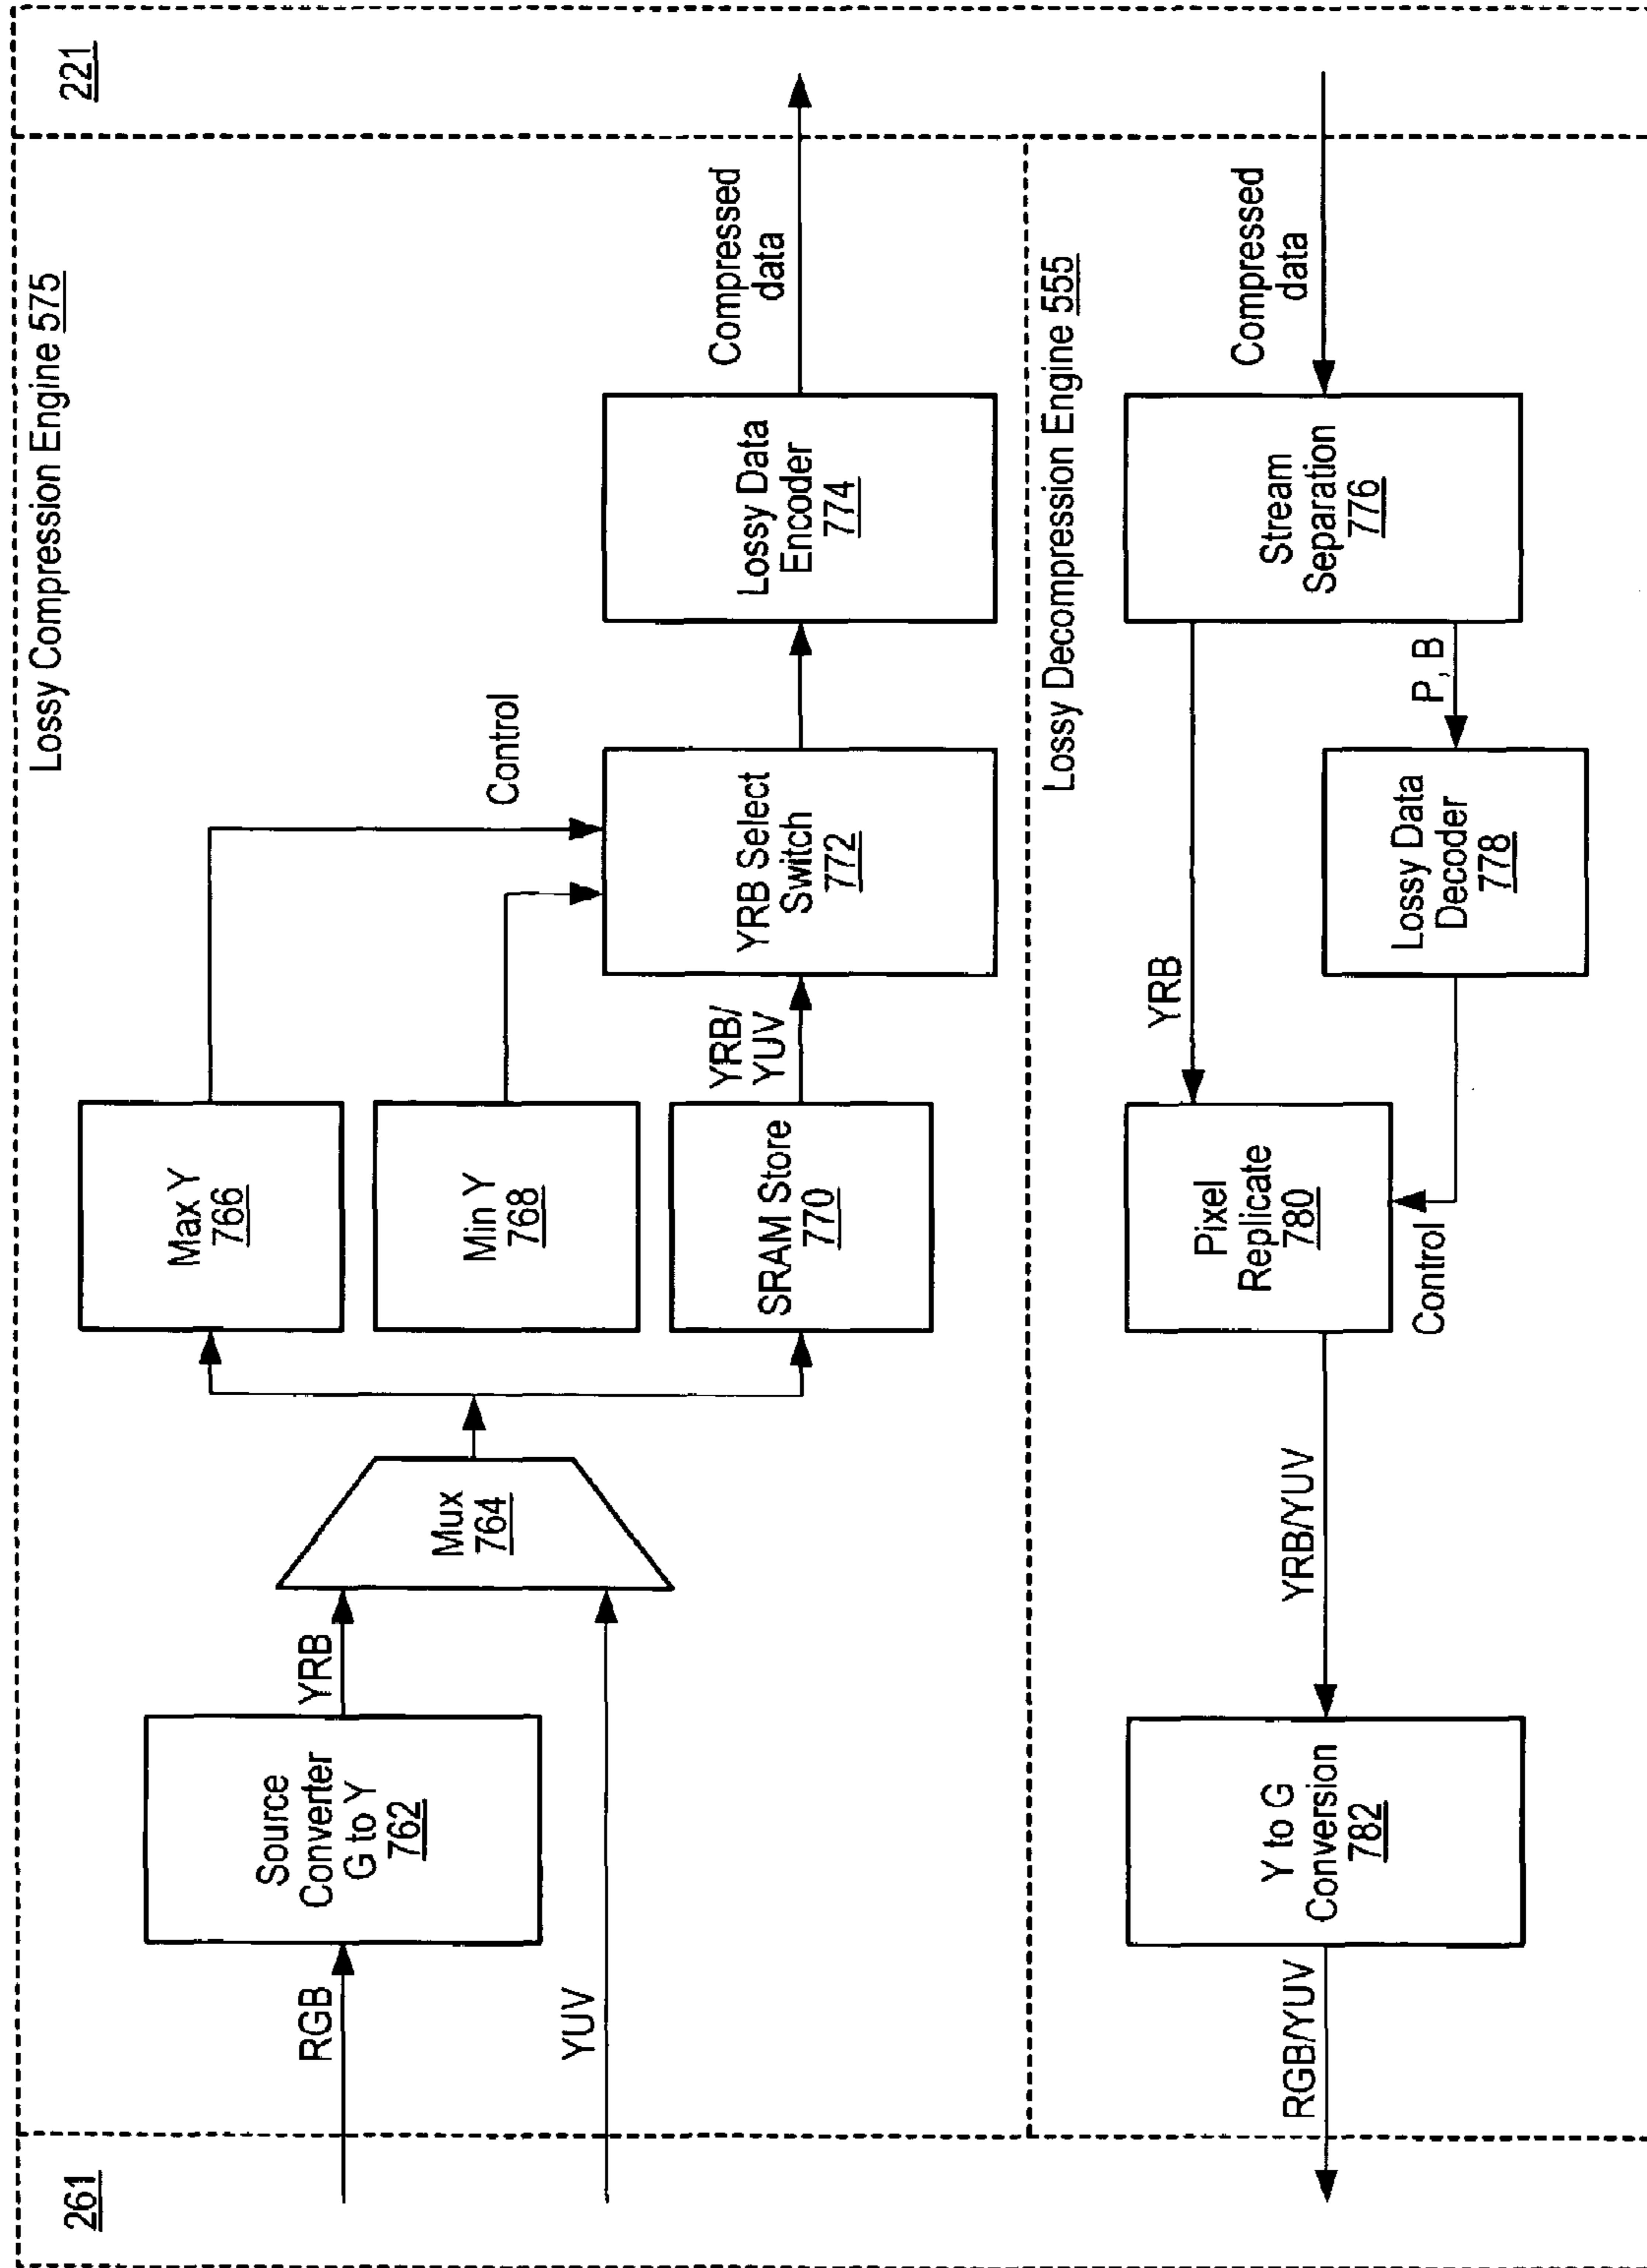 261
221
Lossy Compression Engine 575
RGB
Source
Converter
G to Y
762
YRB
YUV
Mux
764
Max Y
766
Min Y
768
SRAM Store
770
YRB/
YUV
Control
YRB Select
Switch
772
Lossy Data
Encoder
774
Compressed
data
Lossy Decompression Engine 555
RGB/YUV
Y to G
Conversion
782
YRB/YUV
Pixel
Replicate
780
Control
YRB
Lossy Data
Decoder
778
P, B
Stream
Separation
776
Compressed
data